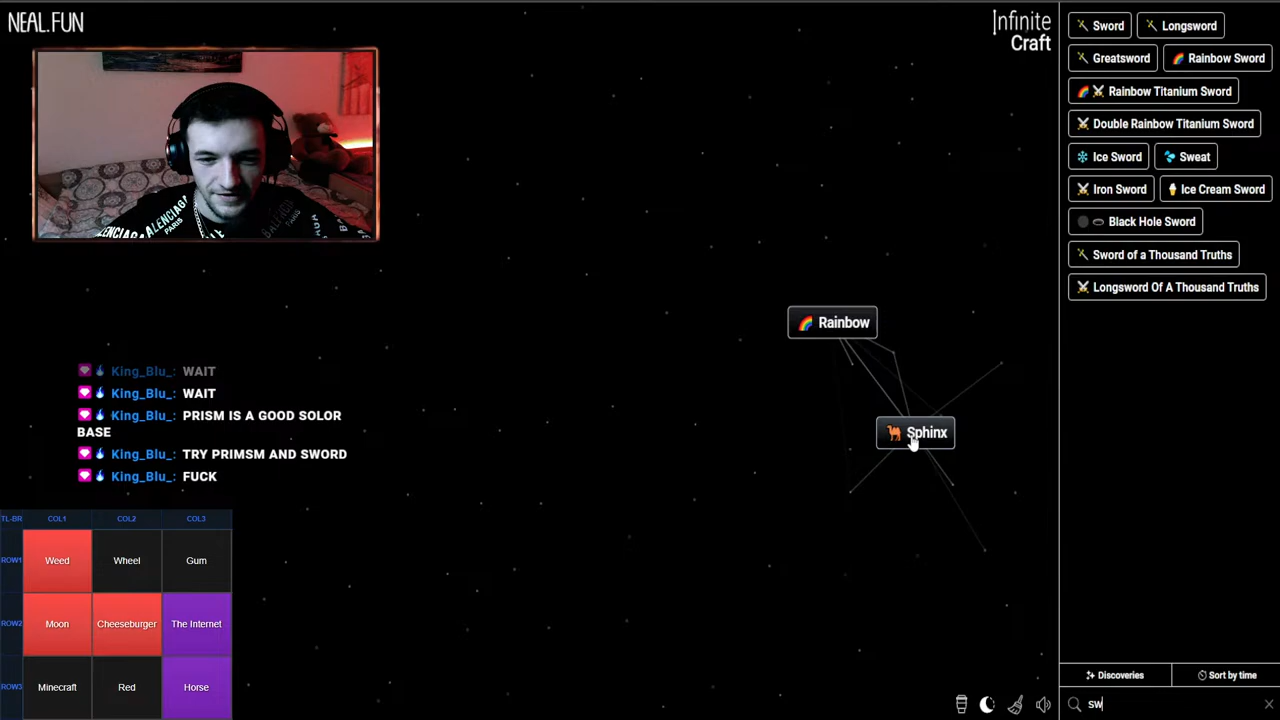 NEAL.FUN
Infinite
Craft
Sword
Longsword
Greatsword
Rainbow Sword
Rainbow Titanium Sword
Double Rainbow Titanium Sword
Ice Sword
Sweat
Iron Sword
Ice Cream Sword
Black Hole Sword
Sword of a Thousand Truths
Longsword Of A Thousand Truths
BALENCIAGA
PARIS
Rainbow
Sphinx
King_Blu_: WAIT
King_Blu_: WAIT
King_Blu_: PRISM IS A GOOD SOLOR
BASE
King_Blu_: TRY PRIMSM AND SWORD
King_Blu_: FUCK
TL-BR COL1 COL2 COL3
ROW1 Weed Wheel Gum
ROW2 Moon Cheeseburger The Internet
ROW3 Minecraft Red Horse
Discoveries
Sort by time
sw